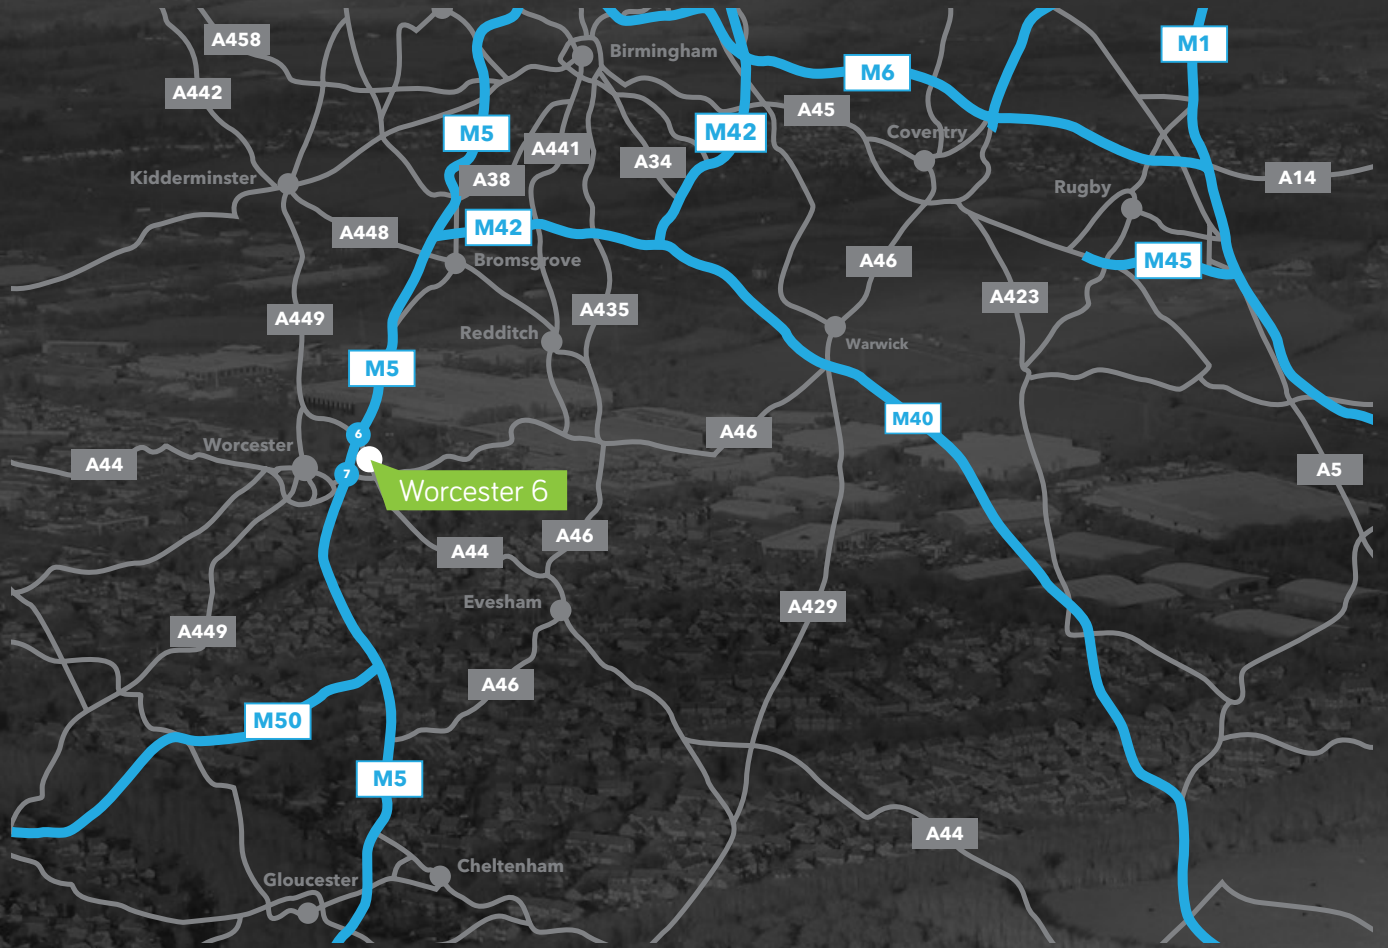 A458
M1
Birmingham
M6
A442
A45
M5
M42
Coventry
A441
A34
Kidderminster
A38
A14
Rugby
M42
A448
Bromsgrove
A46
M45
A423
A435
A449
Redditch
Warwick
M5
M40
A46
6
Worcester
A44
A5
7
Worcester 6
A46
A44
Evesham
A429
A449
A46
M50
M5
A44
Cheltenham
Gloucester